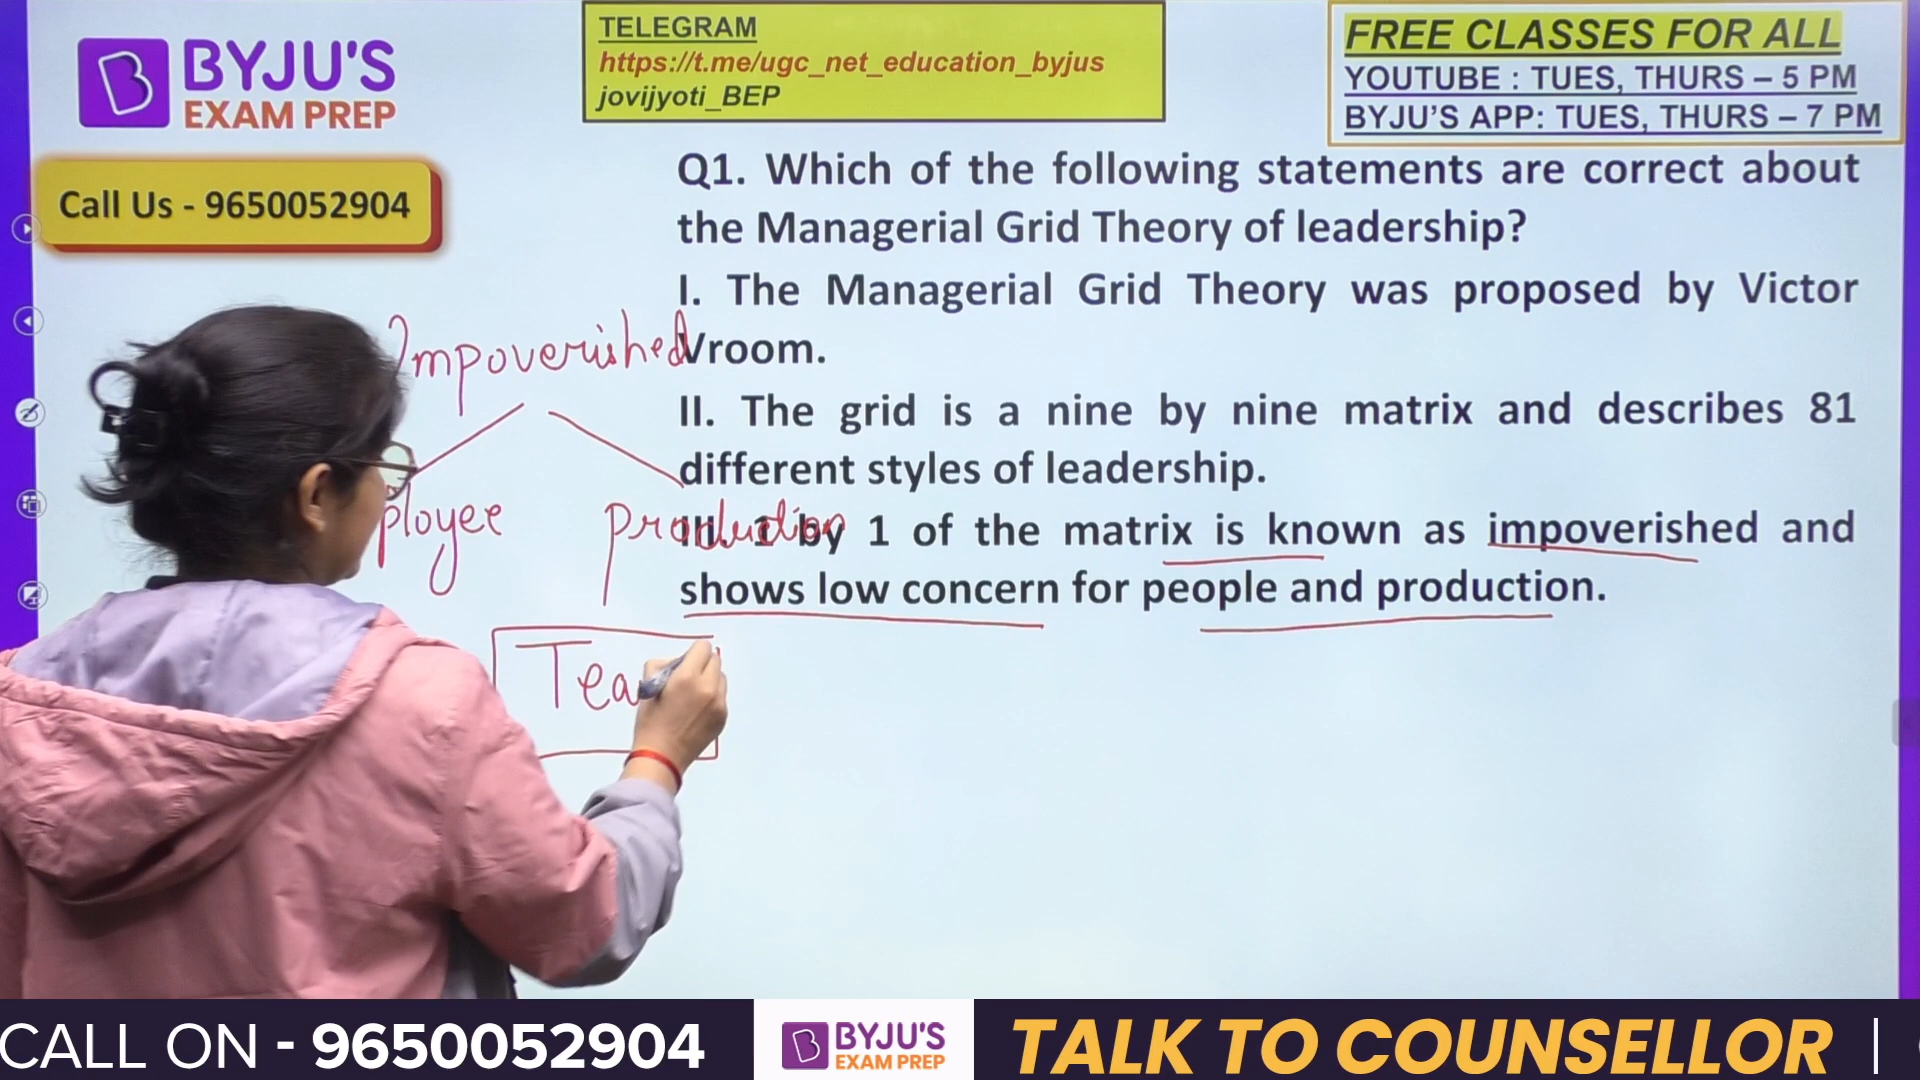 BYJU'S
EXAM PREP
TELEGRAM
https://t.me/ugc_net_education_byjus
jovijyoti_BEP
FREE CLASSES FOR ALL
YOUTUBE : TUES, THURS – 5 PM
BYJU'S APP: TUES, THURS – 7 PM
Call Us - 9650052904
Q1. Which of the following statements are correct about
the Managerial Grid Theory of leadership?
I. The Managerial Grid Theory was proposed by Victor
Vroom.
II. The grid is a nine by nine matrix and describes 81
different styles of leadership.
III. 1 by 1 of the matrix is known as impoverished and
shows low concern for people and production.
Impoverished
ployee
production
Tea
CALL ON - 9650052904
BYJU'S
EXAM PREP
TALK TO COUNSELLOR |